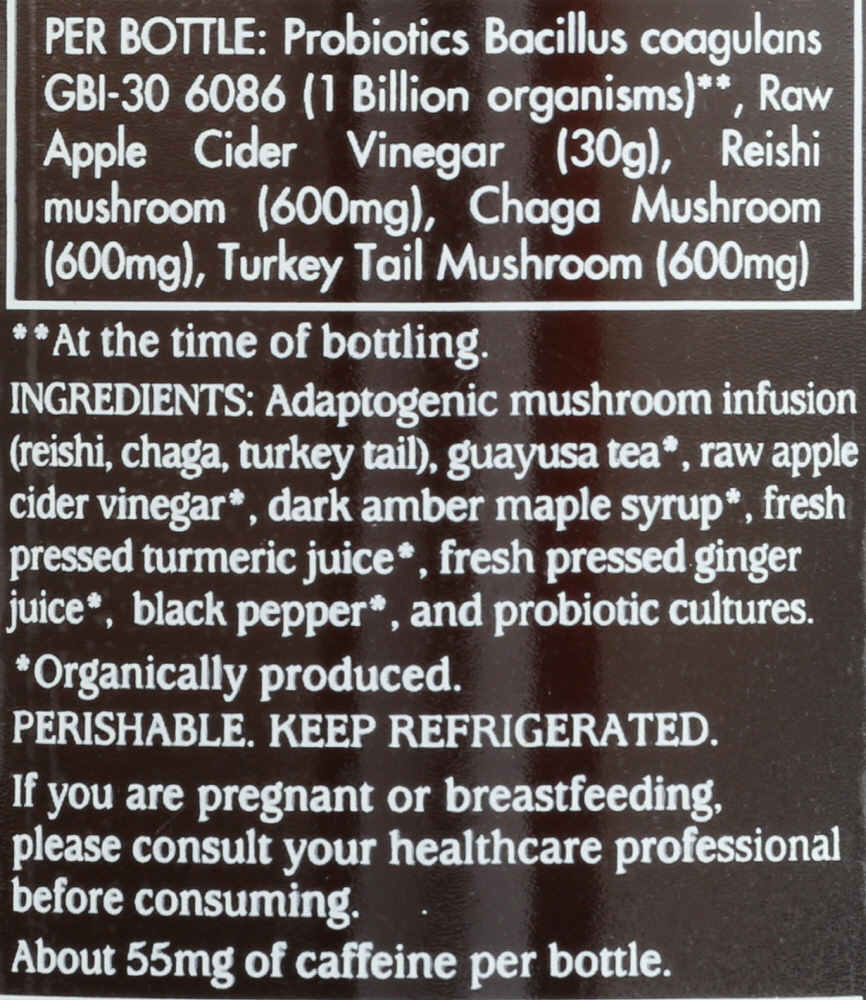 PER BOTTLE: Probiotics Bacillus coagulans
GBI-30 6086 (1 Billion organisms)**, Raw
Apple Cider Vinegar (30g), Reishi
mushroom (600mg), Chaga Mushroom
(600mg), Turkey Tail Mushroom (600mg)
**At the time of bottling.
INGREDIENTS: Adaptogenic mushroom infusion
(reishi, chaga, turkey tail), guayusa tea*, raw apple
cider vinegar*, dark amber maple syrup*, fresh
pressed turmeric juice*, fresh pressed ginger
juice*, black pepper*, and probiotic cultures.
*Organically produced.
PERISHABLE. KEEP REFRIGERATED.
If you are pregnant or breastfeeding,
please consult your healthcare professional
before consuming.
About 55mg of caffeine per bottle.